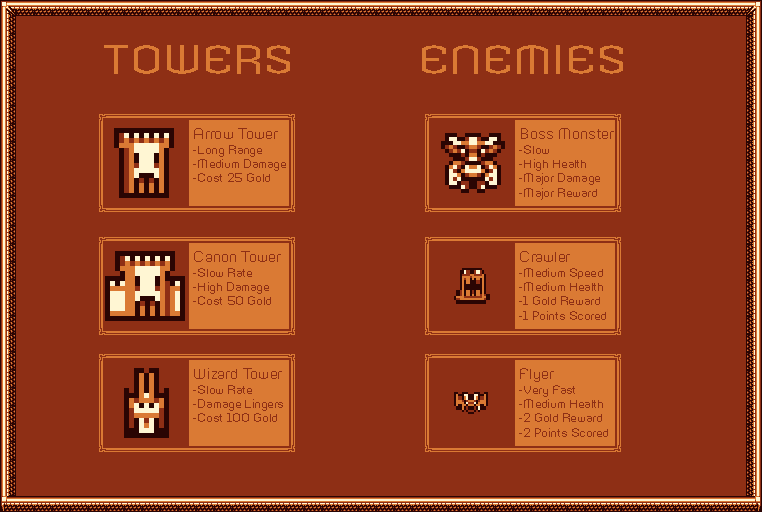 TOWERS
Arrow Tower
-Long Range
-Medium Damage
-Cost 25 Gold
Canon Tower
-Slow Rate
-High Damage
-Cost 50 Gold
Wizard Tower
-Slow Rate
-Damage Lingers
-Cost 100 Gold
ENEMIES
Boss Monster
-Slow
-High Health
-Major Damage
-Major Reward
Crawler
-Medium Speed
-Medium Health
-1 Gold Reward
-1 Points Scored
Flyer
-Very Fast
-Medium Health
-2 Gold Reward
-2 Points Scored